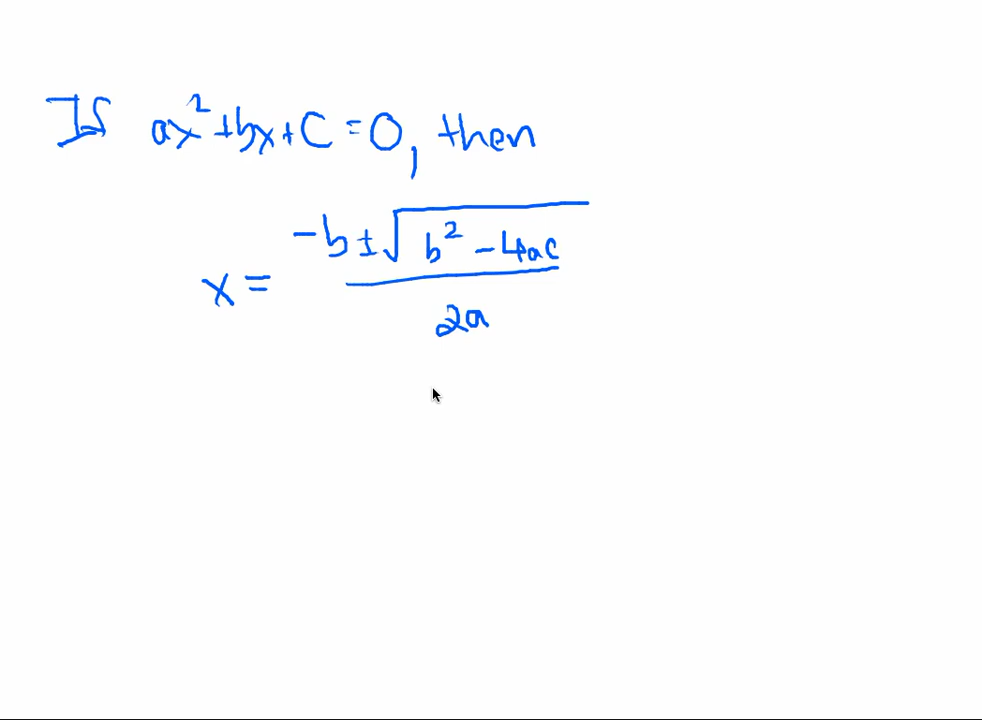 If ax²+bx+c=0, then
x = (-b±√(b²-4ac))/(2a)